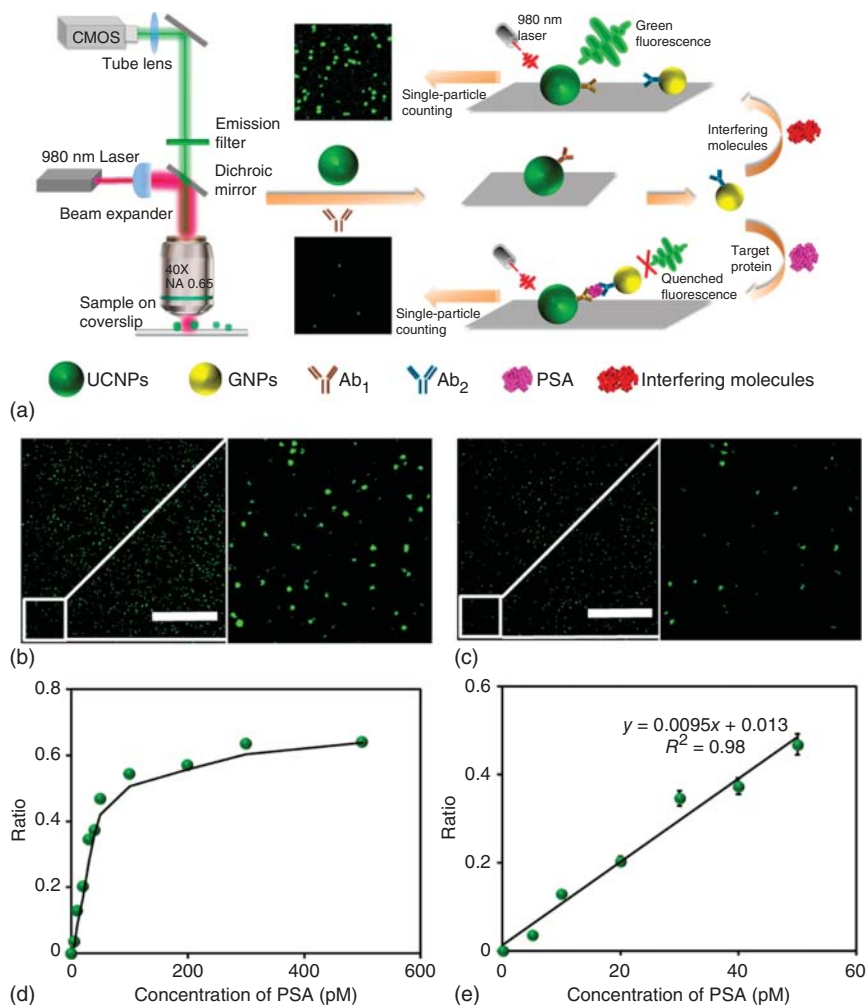 CMOS
Tube lens
Emission
filter
980 nm Laser
Dichroic
mirror
Beam expander
40X
NA 0.65
Sample on
coverslip
980 nm
laser
Green
fluorescence
Single-particle
counting
Interfering
molecules
Target
protein
Quenched
fluorescence
Single-particle
counting
UCNPs
GNPs
Ab1
Ab2
PSA
Interfering molecules
(a)
(b)
(c)
0.8
0.6
0.4
0.2
0
Ratio
0
200
400
600
Concentration of PSA (pM)
(d)
0.6
0.4
0.2
0
Ratio
y = 0.0095x + 0.013
R² = 0.98
0
20
40
60
Concentration of PSA (pM)
(e)